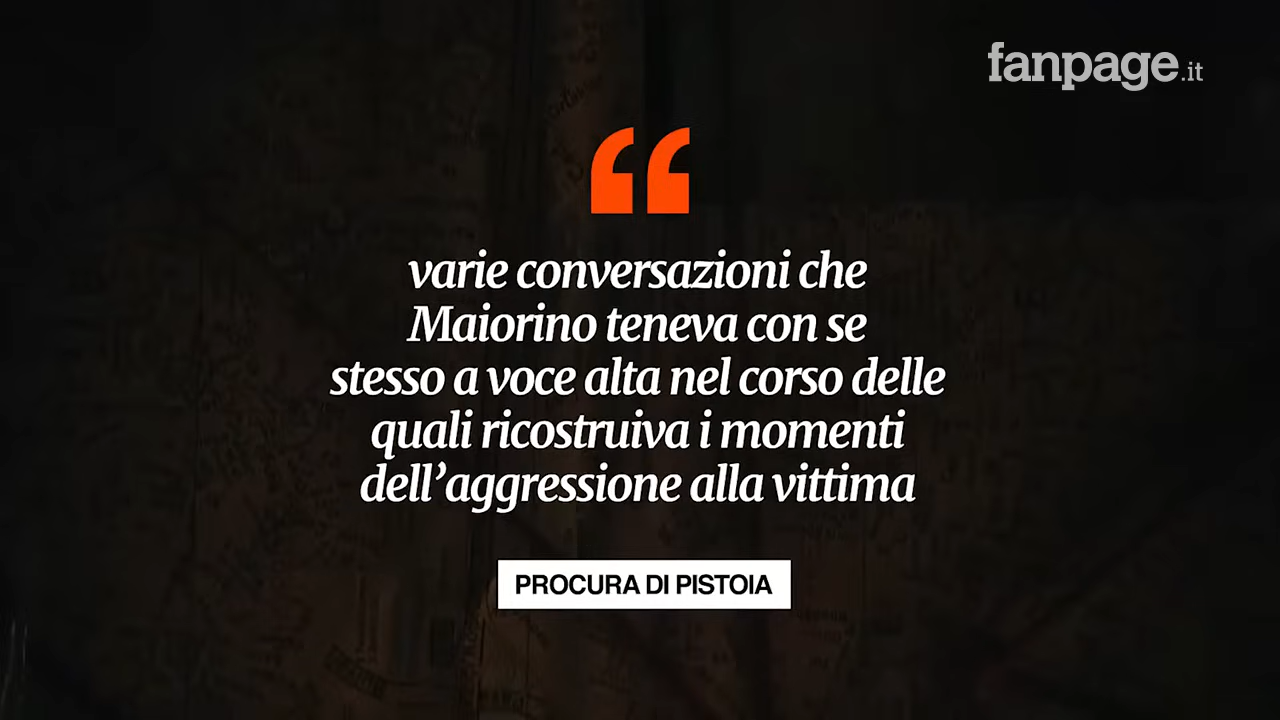 fanpage.it
“
varie conversazioni che
Maiorino teneva con se
stesso a voce alta nel corso delle
quali ricostruiva i momenti
dell’aggressione alla vittima
PROCURA DI PISTOIA